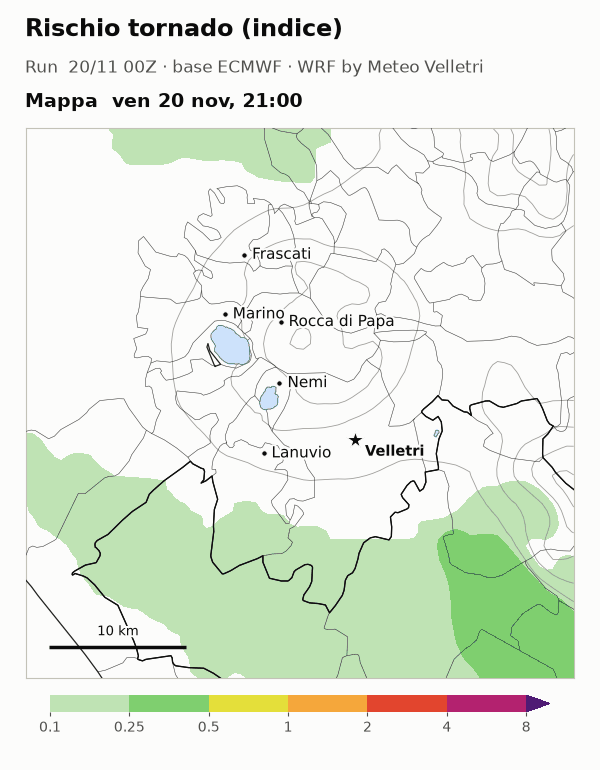 Rischio tornado (indice)
Run  20/11 00Z · base ECMWF · WRF by Meteo Velletri
Mappa  ven 20 nov, 21:00
Frascati
Marino
Rocca di Papa
Nemi
Velletri
Lanuvio
10 km
0.1 0.25 0.5 1 2 4 8